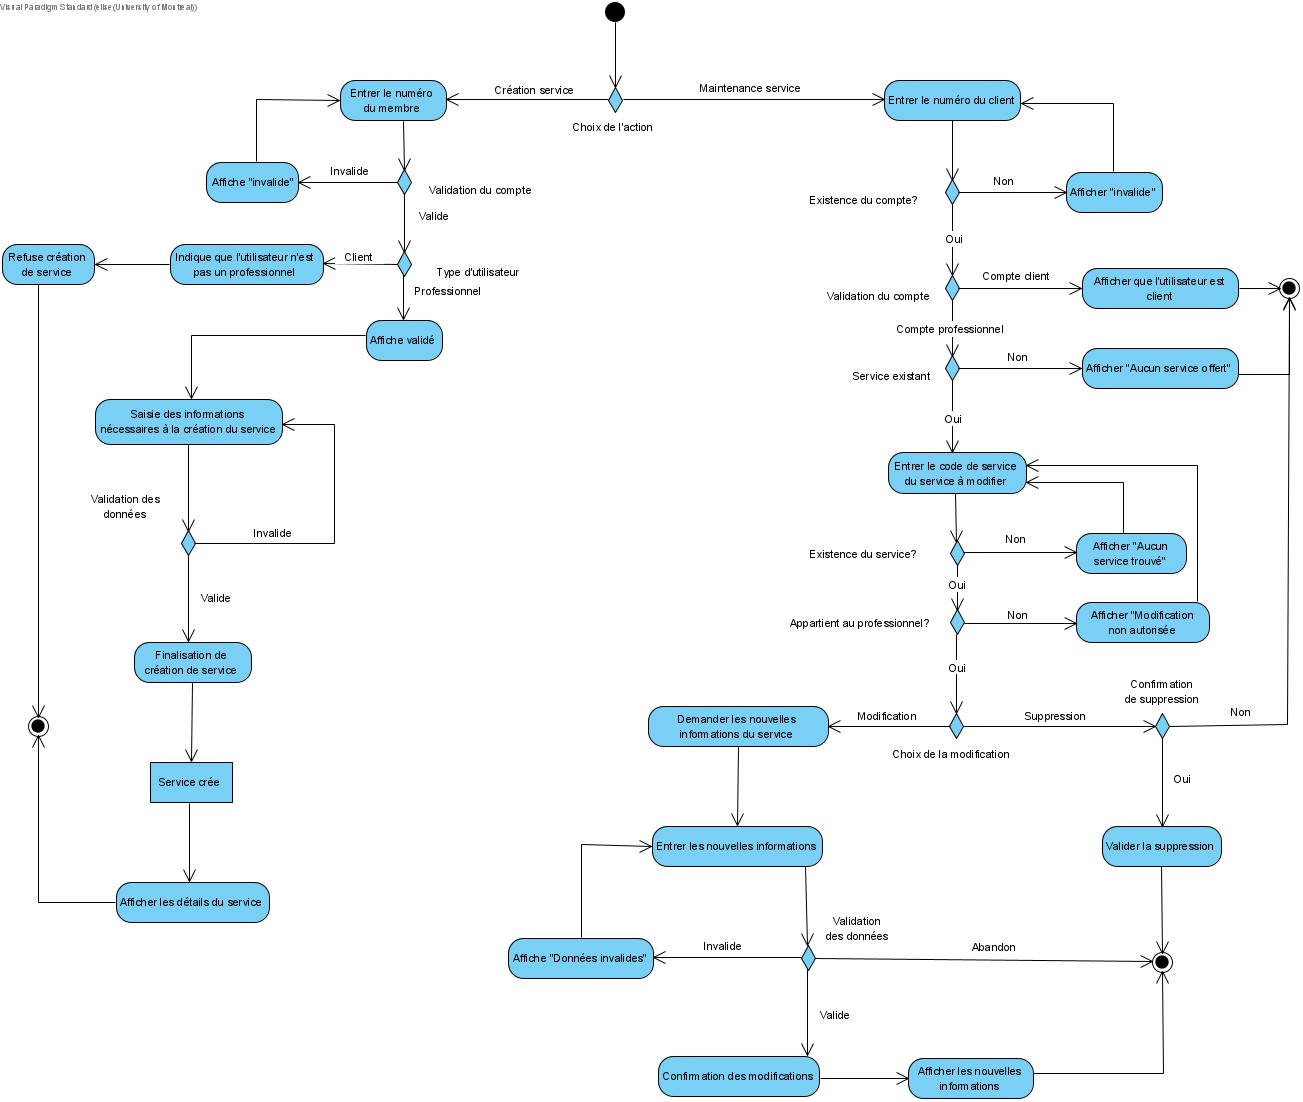 Visual Paradigm Standard(elise(University of Montreal))
Création service
Maintenance service
Choix de l'action
Entrer le numéro
du membre
Entrer le numéro du client
Affiche "invalide"
Invalide
Validation du compte
Valide
Existence du compte?
Non
Afficher "invalide"
Oui
Refuse création
de service
Indique que l'utilisateur n'est
pas un professionnel
Client
Type d'utilisateur
Professionnel
Validation du compte
Compte client
Afficher que l'utilisateur est
client
Compte professionnel
Affiche validé
Service existant
Non
Afficher "Aucun service offert"
Oui
Saisie des informations
nécessaires à la création du service
Entrer le code de service
du service à modifier
Validation des
données
Invalide
Existence du service?
Non
Afficher "Aucun
service trouvé"
Oui
Valide
Appartient au professionnel?
Non
Afficher "Modification
non autorisée
Oui
Finalisation de
création de service
Confirmation
de suppression
Demander les nouvelles
informations du service
Modification
Suppression
Non
Choix de la modification
Oui
Service crée
Entrer les nouvelles informations
Valider la suppression
Afficher les détails du service
Validation
des données
Affiche "Données invalides"
Invalide
Abandon
Valide
Confirmation des modifications
Afficher les nouvelles
informations